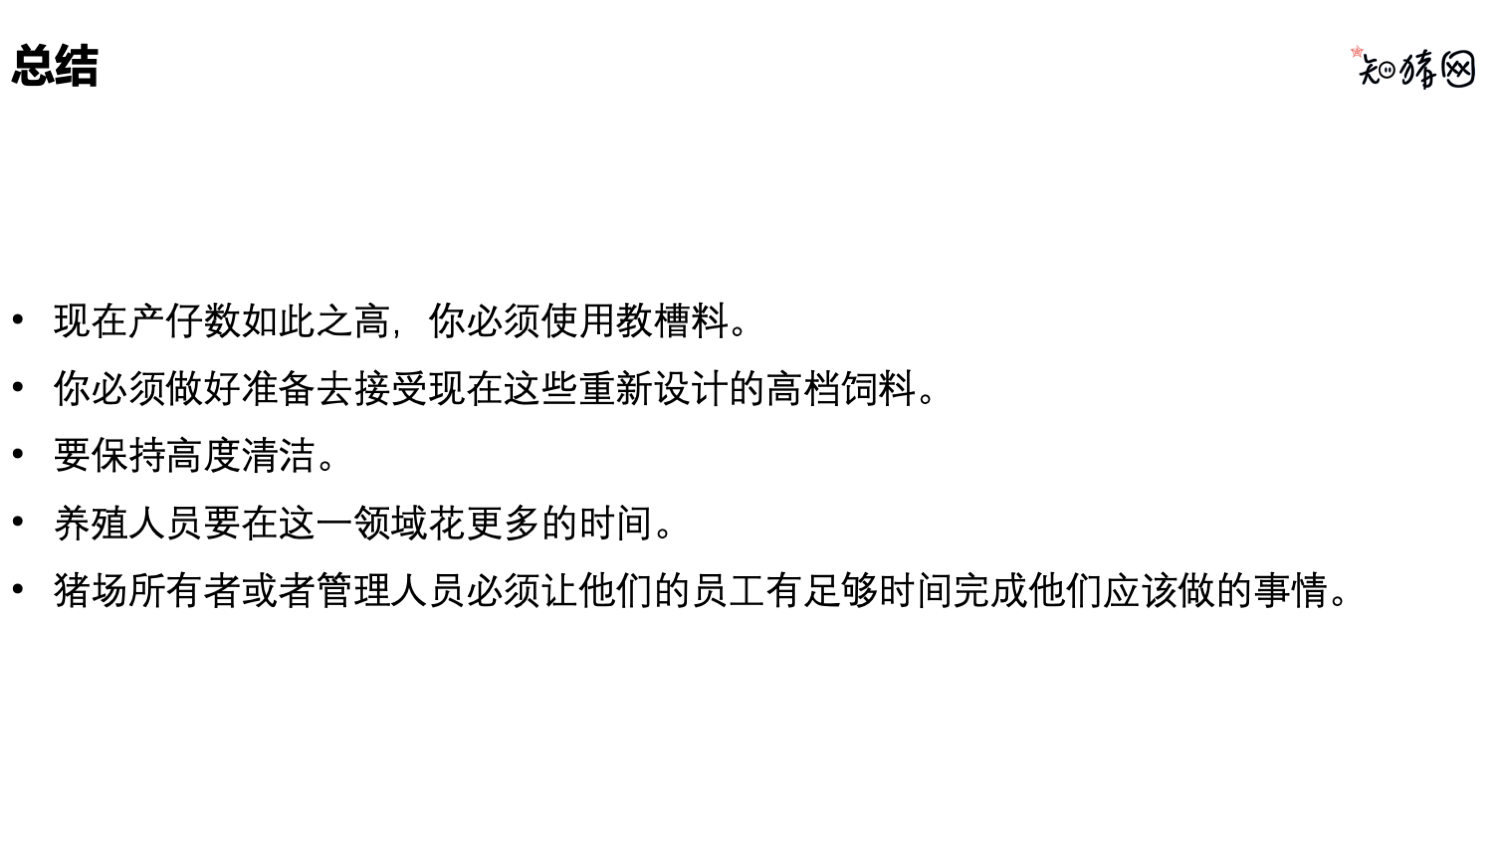 总结
知猪网
现在产仔数如此之高，你必须使用教槽料。
你必须做好准备去接受现在这些重新设计的高档饲料。
要保持高度清洁。
养殖人员要在这一领域花更多的时间。
猪场所有者或者管理人员必须让他们的员工有足够时间完成他们应该做的事情。